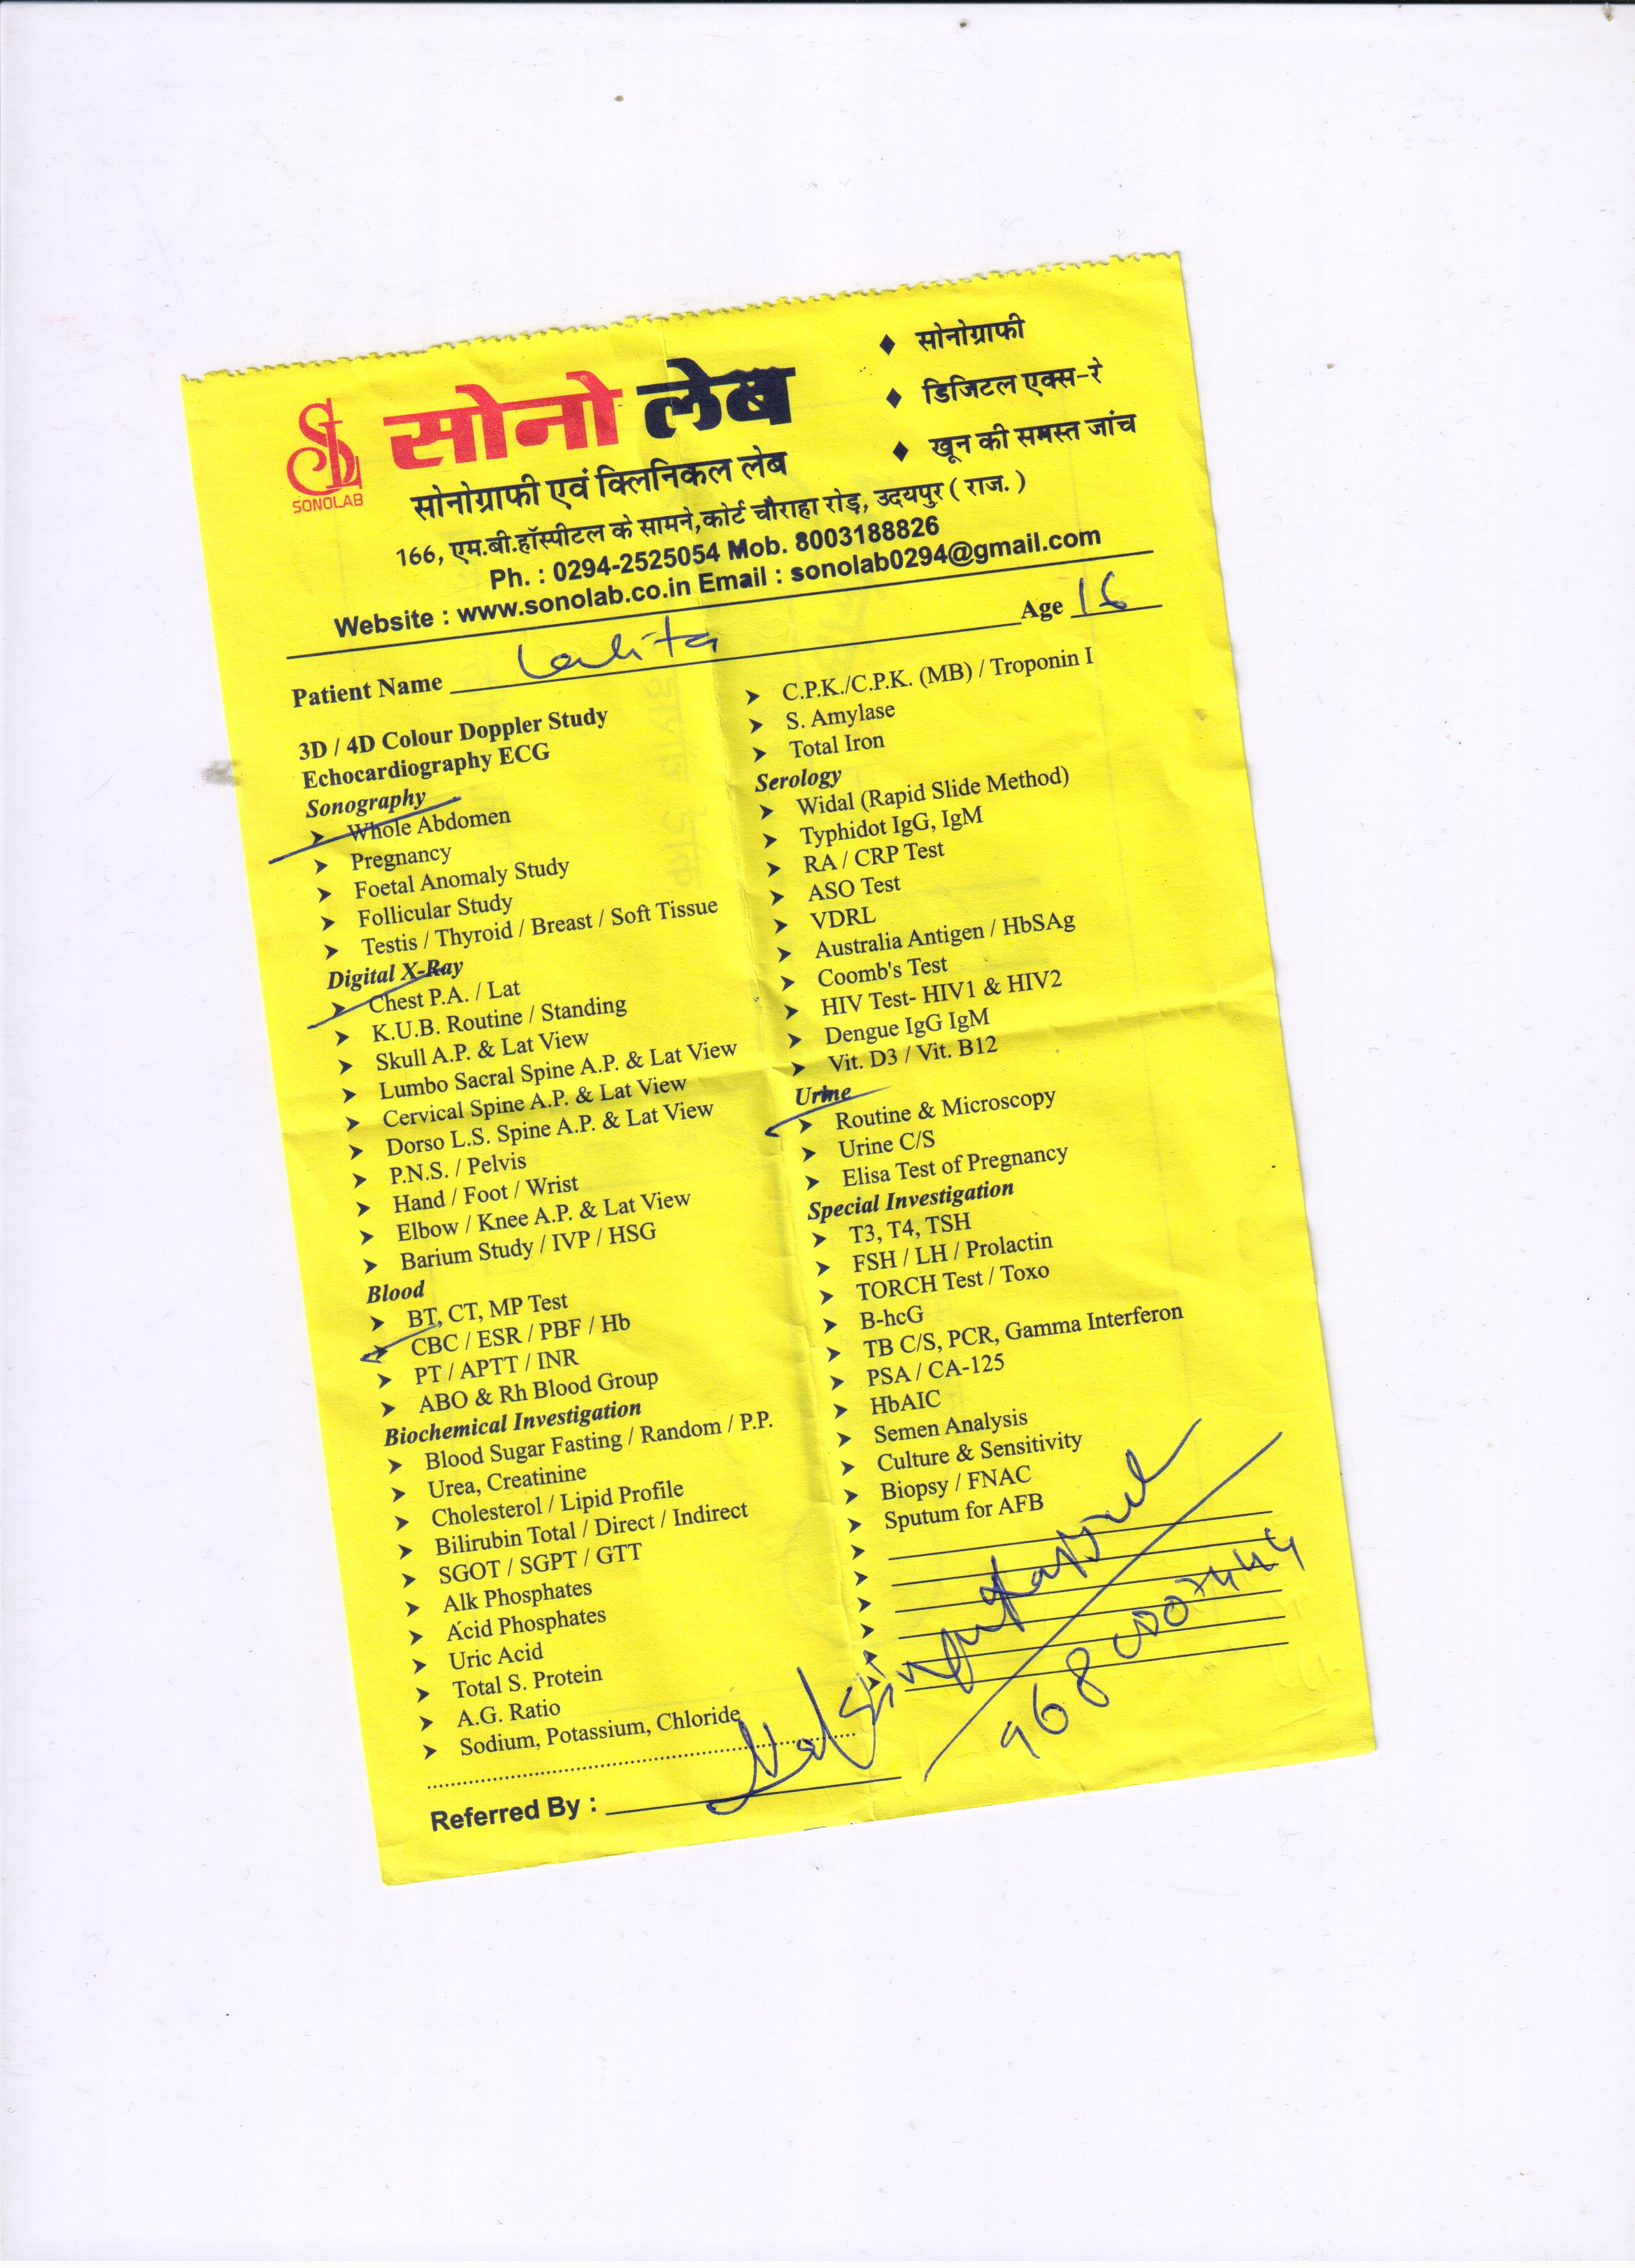 सोनो लेब
SONOLAB
सोनोग्राफी एवं क्लिनिकल लेब
◆ सोनोग्राफी
◆ डिजिटल एक्स-रे
◆ खून की समस्त जांच
166, एम.बी.हॉस्पीटल के सामने,कोर्ट चौराहा रोड़, उदयपुर ( राज. )
Ph. : 0294-2525054 Mob. 8003188826
Website : www.sonolab.co.in Email : sonolab0294@gmail.com
Patient Name Lalita Age 16
3D / 4D Colour Doppler Study
Echocardiography ECG
Sonography
➤ Whole Abdomen
➤ Pregnancy
➤ Foetal Anomaly Study
➤ Follicular Study
➤ Testis / Thyroid / Breast / Soft Tissue
Digital X-Ray
➤ Chest P.A. / Lat
➤ K.U.B. Routine / Standing
➤ Skull A.P. & Lat View
➤ Lumbo Sacral Spine A.P. & Lat View
➤ Cervical Spine A.P. & Lat View
➤ Dorso L.S. Spine A.P. & Lat View
➤ P.N.S. / Pelvis
➤ Hand / Foot / Wrist
➤ Elbow / Knee A.P. & Lat View
➤ Barium Study / IVP / HSG
Blood
➤ BT, CT, MP Test
➤ CBC / ESR / PBF / Hb
➤ PT / APTT / INR
➤ ABO & Rh Blood Group
Biochemical Investigation
➤ Blood Sugar Fasting / Random / P.P.
➤ Urea, Creatinine
➤ Cholesterol / Lipid Profile
➤ Bilirubin Total / Direct / Indirect
➤ SGOT / SGPT / GTT
➤ Alk Phosphates
➤ Acid Phosphates
➤ Uric Acid
➤ Total S. Protein
➤ A.G. Ratio
➤ Sodium, Potassium, Chloride
➤ C.P.K./C.P.K. (MB) / Troponin I
➤ S. Amylase
➤ Total Iron
Serology
➤ Widal (Rapid Slide Method)
➤ Typhidot IgG, IgM
➤ RA / CRP Test
➤ ASO Test
➤ VDRL
➤ Australia Antigen / HbSAg
➤ Coomb's Test
➤ HIV Test- HIV1 & HIV2
➤ Dengue IgG IgM
➤ Vit. D3 / Vit. B12
Urine
➤ Routine & Microscopy
➤ Urine C/S
➤ Elisa Test of Pregnancy
Special Investigation
➤ T3, T4, TSH
➤ FSH / LH / Prolactin
➤ TORCH Test / Toxo
➤ B-hcG
➤ TB C/S, PCR, Gamma Interferon
➤ PSA / CA-125
➤ HbAIC
➤ Semen Analysis
➤ Culture & Sensitivity
➤ Biopsy / FNAC
➤ Sputum for AFB
Referred By :